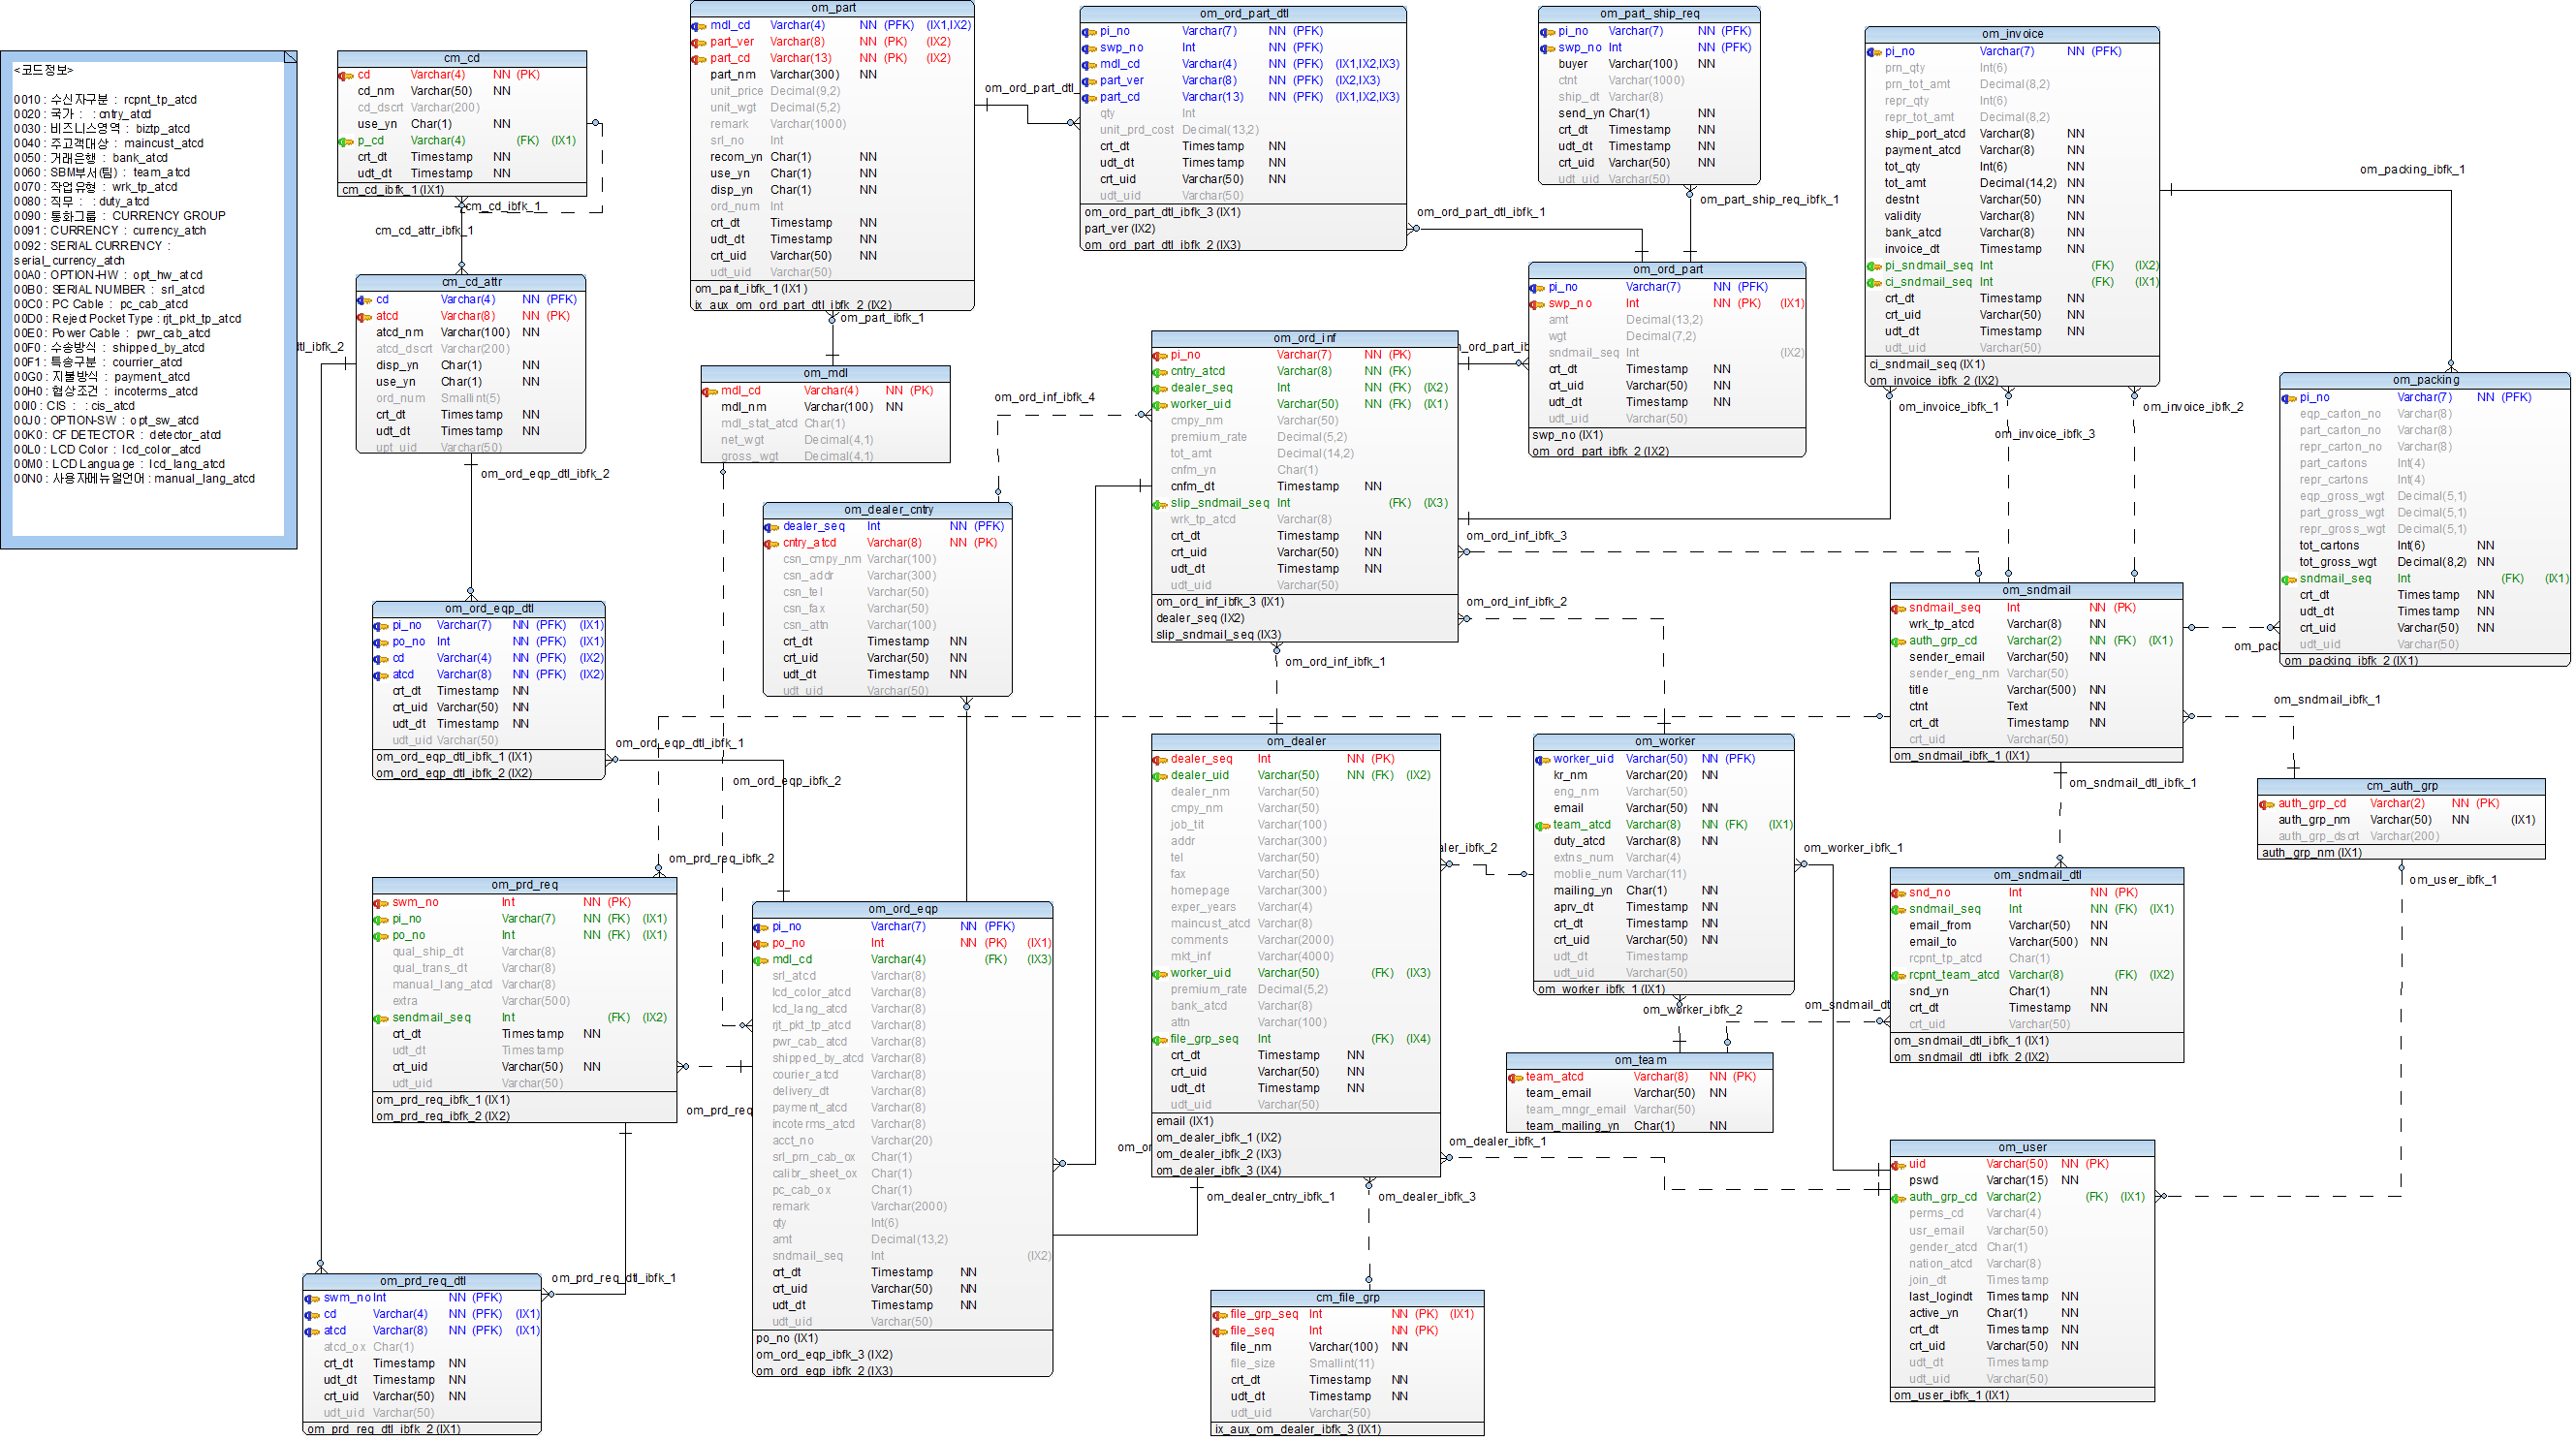 <코드정보>
0010 : 수신자구분 : rcpnt_tp_atcd
0020 : 국가 : : cntry_atcd
0030 : 비즈니스영역 : biztp_atcd
0040 : 주고객대상 : maincust_atcd
0050 : 거래은행 : bank_atcd
0060 : SBM부서(팀) : team_atcd
0070 : 작업유형 : wrk_tp_atcd
0080 : 직무 : : duty_atcd
0090 : 통화그룹 : CURRENCY GROUP
0091 : CURRENCY : currency_atch
0092 : SERIAL CURRENCY :
serial_currency_atch
00A0 : OPTION-HW : opt_hw_atcd
00B0 : SERIAL NUMBER : srl_atcd
00C0 : PC Cable : pc_cab_atcd
00D0 : Reject Pocket Type : rjt_pkt_tp_atcd
00E0 : Power Cable : pwr_cab_atcd
00F0 : 수송방식 : shipped_by_atcd
00F1 : 특송구분 : courrier_atcd
00G0 : 지불방식 : payment_atcd
00H0 : 협상조건 : incoterms_atcd
00I0 : CIS : : cis_atcd
00J0 : OPTION-SW : opt_sw_atcd
00K0 : CF DETECTOR : detector_atcd
00L0 : LCD Color : lcd_color_atcd
00M0 : LCD Language : lcd_lang_atcd
00N0 : 사용자메뉴얼언어 : manual_lang_atcd
cm_cd
cd Varchar(4) NN (PK)
cd_nm Varchar(50) NN
cd_dscrt Varchar(200)
use_yn Char(1) NN
p_cd Varchar(4) (FK) (IX1)
crt_dt Timestamp NN
udt_dt Timestamp NN
cm_cd_ibfk_1 (IX1)
cm_cd_ibfk_1
cm_cd_attr_ibfk_1
cm_cd_attr
cd Varchar(4) NN (PFK)
atcd Varchar(8) NN (PK)
atcd_nm Varchar(100) NN
atcd_dscrt Varchar(200)
disp_yn Char(1) NN
use_yn Char(1) NN
ord_num Smallint(5)
crt_dt Timestamp NN
udt_dt Timestamp NN
upt_uid Varchar(50)
dtl_ibfk_2
om_ord_eqp_dtl_ibfk_2
om_ord_eqp_dtl
pi_no Varchar(7) NN (PFK) (IX1)
po_no Int NN (PFK) (IX1)
cd Varchar(4) NN (PFK) (IX2)
atcd Varchar(8) NN (PFK) (IX2)
crt_dt Timestamp NN
crt_uid Varchar(50) NN
udt_dt Timestamp NN
udt_uid Varchar(50)
om_ord_eqp_dtl_ibfk_1 (IX1)
om_ord_eqp_dtl_ibfk_2 (IX2)
om_ord_eqp_dtl_ibfk_1
om_ord_eqp_ibfk_2
om_prd_req_ibfk_2
om_prd_req
swm_no Int NN (PK)
pi_no Varchar(7) NN (FK) (IX1)
po_no Int NN (FK) (IX1)
qual_ship_dt Varchar(8)
qual_trans_dt Varchar(8)
manual_lang_atcd Varchar(8)
extra Varchar(500)
sendmail_seq Int (FK) (IX2)
crt_dt Timestamp NN
udt_dt Timestamp
crt_uid Varchar(50) NN
udt_uid Varchar(50)
om_prd_req_ibfk_1 (IX1)
om_prd_req_ibfk_2 (IX2)
om_prd_req
om_prd_req_dtl_ibfk_1
om_prd_req_dtl
swm_no Int NN (PFK)
cd Varchar(4) NN (PFK) (IX1)
atcd Varchar(8) NN (PFK) (IX1)
atcd_ox Char(1)
crt_dt Timestamp NN
udt_dt Timestamp NN
crt_uid Varchar(50) NN
udt_uid Varchar(50)
om_prd_req_dtl_ibfk_2 (IX1)
om_part
mdl_cd Varchar(4) NN (PFK) (IX1,IX2)
part_ver Varchar(8) NN (PK) (IX2)
part_cd Varchar(13) NN (PK) (IX2)
part_nm Varchar(300) NN
unit_price Decimal(9,2)
unit_wgt Decimal(5,2)
remark Varchar(1000)
srl_no Int
recom_yn Char(1) NN
use_yn Char(1) NN
disp_yn Char(1) NN
ord_num Int
crt_dt Timestamp NN
udt_dt Timestamp NN
crt_uid Varchar(50) NN
udt_uid Varchar(50)
om_part_ibfk_1 (IX1)
ix_aux_om_ord_part_dtl_ibfk_2 (IX2)
om_part_ibfk_1
om_ord_part_dtl_
om_mdl
mdl_cd Varchar(4) NN (PK)
mdl_nm Varchar(100) NN
mdl_stat_atcd Char(1)
net_wgt Decimal(4,1)
gross_wgt Decimal(4,1)
om_dealer_cntry
dealer_seq Int NN (PFK)
cntry_atcd Varchar(8) NN (PK)
csn_cmpy_nm Varchar(100)
csn_addr Varchar(300)
csn_tel Varchar(50)
csn_fax Varchar(50)
csn_attn Varchar(100)
crt_dt Timestamp NN
crt_uid Varchar(50) NN
udt_dt Timestamp NN
udt_uid Varchar(50)
om_ord_eqp
pi_no Varchar(7) NN (PFK)
po_no Int NN (PK) (IX1)
mdl_cd Varchar(4) (FK) (IX3)
srl_atcd Varchar(8)
lcd_color_atcd Varchar(8)
lcd_lang_atcd Varchar(8)
rjt_pkt_tp_atcd Varchar(8)
pwr_cab_atcd Varchar(8)
shipped_by_atcd Varchar(8)
courier_atcd Varchar(8)
delivery_dt Varchar(8)
payment_atcd Varchar(8)
incoterms_atcd Varchar(8)
acct_no Varchar(20)
srl_prn_cab_ox Char(1)
calibr_sheet_ox Char(1)
pc_cab_ox Char(1)
remark Varchar(2000)
qty Int(6)
amt Decimal(13,2)
sndmail_seq Int (IX2)
crt_dt Timestamp NN
crt_uid Varchar(50) NN
udt_dt Timestamp NN
udt_uid Varchar(50)
po_no (IX1)
om_ord_eqp_ibfk_3 (IX2)
om_ord_eqp_ibfk_2 (IX3)
om_ord_part_dtl
pi_no Varchar(7) NN (PFK)
swp_no Int NN (PFK)
mdl_cd Varchar(4) NN (PFK) (IX1,IX2,IX3)
part_ver Varchar(8) NN (PFK) (IX2,IX3)
part_cd Varchar(13) NN (PFK) (IX1,IX2,IX3)
qty Int
unit_prd_cost Decimal(13,2)
crt_dt Timestamp NN
udt_dt Timestamp NN
crt_uid Varchar(50) NN
udt_uid Varchar(50)
om_ord_part_dtl_ibfk_3 (IX1)
part_ver (IX2)
om_ord_part_dtl_ibfk_2 (IX3)
om_ord_part_dtl_ibfk_1
om_part_ship_req
pi_no Varchar(7) NN (PFK)
swp_no Int NN (PFK)
buyer Varchar(100) NN
ctnt Varchar(1000)
ship_dt Varchar(8)
send_yn Char(1) NN
crt_dt Timestamp NN
udt_dt Timestamp NN
crt_uid Varchar(50) NN
udt_uid Varchar(50)
om_part_ship_req_ibfk_1
om_ord_part
pi_no Varchar(7) NN (PFK)
swp_no Int NN (PK) (IX1)
amt Decimal(13,2)
wgt Decimal(7,2)
sndmail_seq Int (IX2)
crt_dt Timestamp NN
crt_uid Varchar(50) NN
udt_dt Timestamp NN
udt_uid Varchar(50)
swp_no (IX1)
om_ord_part_ibfk_2 (IX2)
om_ord_inf
pi_no Varchar(7) NN (PK)
cntry_atcd Varchar(8) NN (FK)
dealer_seq Int NN (FK) (IX2)
worker_uid Varchar(50) NN (FK) (IX1)
cmpy_nm Varchar(50)
premium_rate Decimal(5,2)
tot_amt Decimal(14,2)
cnfm_yn Char(1)
cnfm_dt Timestamp NN
slip_sndmail_seq Int (FK) (IX3)
wrk_tp_atcd Varchar(8)
crt_dt Timestamp NN
crt_uid Varchar(50) NN
udt_dt Timestamp NN
udt_uid Varchar(50)
om_ord_inf_ibfk_3 (IX1)
dealer_seq (IX2)
slip_sndmail_seq (IX3)
om_ord_inf_ibfk_4
om_ord_inf_ibfk_3
om_ord_inf_ibfk_2
om_ord_inf_ibfk_1
om_dealer
dealer_seq Int NN (PK)
dealer_uid Varchar(50) NN (FK) (IX2)
dealer_nm Varchar(50)
cmpy_nm Varchar(50)
job_tit Varchar(100)
addr Varchar(300)
tel Varchar(50)
fax Varchar(50)
homepage Varchar(300)
exper_years Varchar(4)
maincust_atcd Varchar(8)
comments Varchar(2000)
mkt_inf Varchar(4000)
worker_uid Varchar(50) (FK) (IX3)
premium_rate Decimal(5,2)
bank_atcd Varchar(8)
attn Varchar(100)
file_grp_seq Int (FK) (IX4)
crt_dt Timestamp NN
crt_uid Varchar(50) NN
udt_dt Timestamp NN
udt_uid Varchar(50)
email (IX1)
om_dealer_ibfk_1 (IX2)
om_dealer_ibfk_2 (IX3)
om_dealer_ibfk_3 (IX4)
om_dealer_cntry_ibfk_1
om_dealer_ibfk_3
om_dealer_ibfk_1
aler_ibfk_2
cm_file_grp
file_grp_seq Int NN (PK) (IX1)
file_seq Int NN (PK)
file_nm Varchar(100) NN
file_size Smallint(11)
crt_dt Timestamp NN
udt_dt Timestamp NN
udt_uid Varchar(50)
ix_aux_om_dealer_ibfk_3 (IX1)
om_worker
worker_uid Varchar(50) NN (PFK)
kr_nm Varchar(20) NN
eng_nm Varchar(50)
email Varchar(50) NN
team_atcd Varchar(8) NN (FK) (IX1)
duty_atcd Varchar(8) NN
extns_num Varchar(4)
moblie_num Varchar(11)
mailing_yn Char(1) NN
aprv_dt Timestamp NN
crt_dt Timestamp NN
crt_uid Varchar(50) NN
udt_dt Timestamp
udt_uid Varchar(50)
om_worker_ibfk_1 (IX1)
om_worker_ibfk_1
om_worker_ibfk_2
om_team
team_atcd Varchar(8) NN (PK)
team_email Varchar(50) NN
team_mngr_email Varchar(50)
team_mailing_yn Char(1) NN
om_invoice
pi_no Varchar(7) NN (PFK)
prn_qty Int(6)
prn_tot_amt Decimal(8,2)
repr_qty Int(6)
repr_tot_amt Decimal(8,2)
ship_port_atcd Varchar(8) NN
payment_atcd Varchar(8) NN
tot_qty Int(6) NN
tot_amt Decimal(14,2) NN
destnt Varchar(50) NN
validity Varchar(8) NN
bank_atcd Varchar(8) NN
invoice_dt Timestamp NN
pi_sndmail_seq Int (FK) (IX2)
ci_sndmail_seq Int (FK) (IX1)
crt_dt Timestamp NN
crt_uid Varchar(50) NN
udt_dt Timestamp NN
udt_uid Varchar(50)
ci_sndmail_seq (IX1)
om_invoice_ibfk_2 (IX2)
om_invoice_ibfk_1
om_invoice_ibfk_2
om_invoice_ibfk_3
om_packing_ibfk_1
om_packing
pi_no Varchar(7) NN (PFK)
eqp_carton_no Varchar(8)
part_carton_no Varchar(8)
repr_carton_no Varchar(8)
part_cartons Int(4)
repr_cartons Int(4)
eqp_gross_wgt Decimal(5,1)
part_gross_wgt Decimal(5,1)
repr_gross_wgt Decimal(5,1)
tot_cartons Int(6) NN
tot_gross_wgt Decimal(8,2) NN
sndmail_seq Int (FK) (IX1)
crt_dt Timestamp NN
udt_dt Timestamp NN
crt_uid Varchar(50) NN
udt_uid Varchar(50)
om_packing_ibfk_2 (IX1)
om_sndmail
sndmail_seq Int NN (PK)
wrk_tp_atcd Varchar(8) NN
auth_grp_cd Varchar(2) NN (FK) (IX1)
sender_email Varchar(50) NN
sender_eng_nm Varchar(50)
title Varchar(500) NN
ctnt Text NN
crt_dt Timestamp NN
crt_uid Varchar(50)
om_sndmail_ibfk_1 (IX1)
om_sndmail_ibfk_1
om_sndmail_dtl_ibfk_1
cm_auth_grp
auth_grp_cd Varchar(2) NN (PK)
auth_grp_nm Varchar(50) NN (IX1)
auth_grp_dscrt Varchar(200)
auth_grp_nm (IX1)
om_user_ibfk_1
om_sndmail_dtl
snd_no Int NN (PK)
sndmail_seq Int NN (FK) (IX1)
email_from Varchar(50) NN
email_to Varchar(500) NN
rcpnt_tp_atcd Char(1)
rcpnt_team_atcd Varchar(8) (FK) (IX2)
snd_yn Char(1) NN
crt_dt Timestamp NN
crt_uid Varchar(50)
om_sndmail_dtl_ibfk_1 (IX1)
om_sndmail_dtl_ibfk_2 (IX2)
om_sndmail_dt
om_user
uid Varchar(50) NN (PK)
pswd Varchar(15) NN
auth_grp_cd Varchar(2) (FK) (IX1)
perms_cd Varchar(4)
usr_email Varchar(50)
gender_atcd Char(1)
nation_atcd Varchar(8)
join_dt Timestamp
last_logindt Timestamp NN
active_yn Char(1) NN
crt_dt Timestamp NN
crt_uid Varchar(50) NN
udt_dt Timestamp
udt_uid Varchar(50)
om_user_ibfk_1 (IX1)